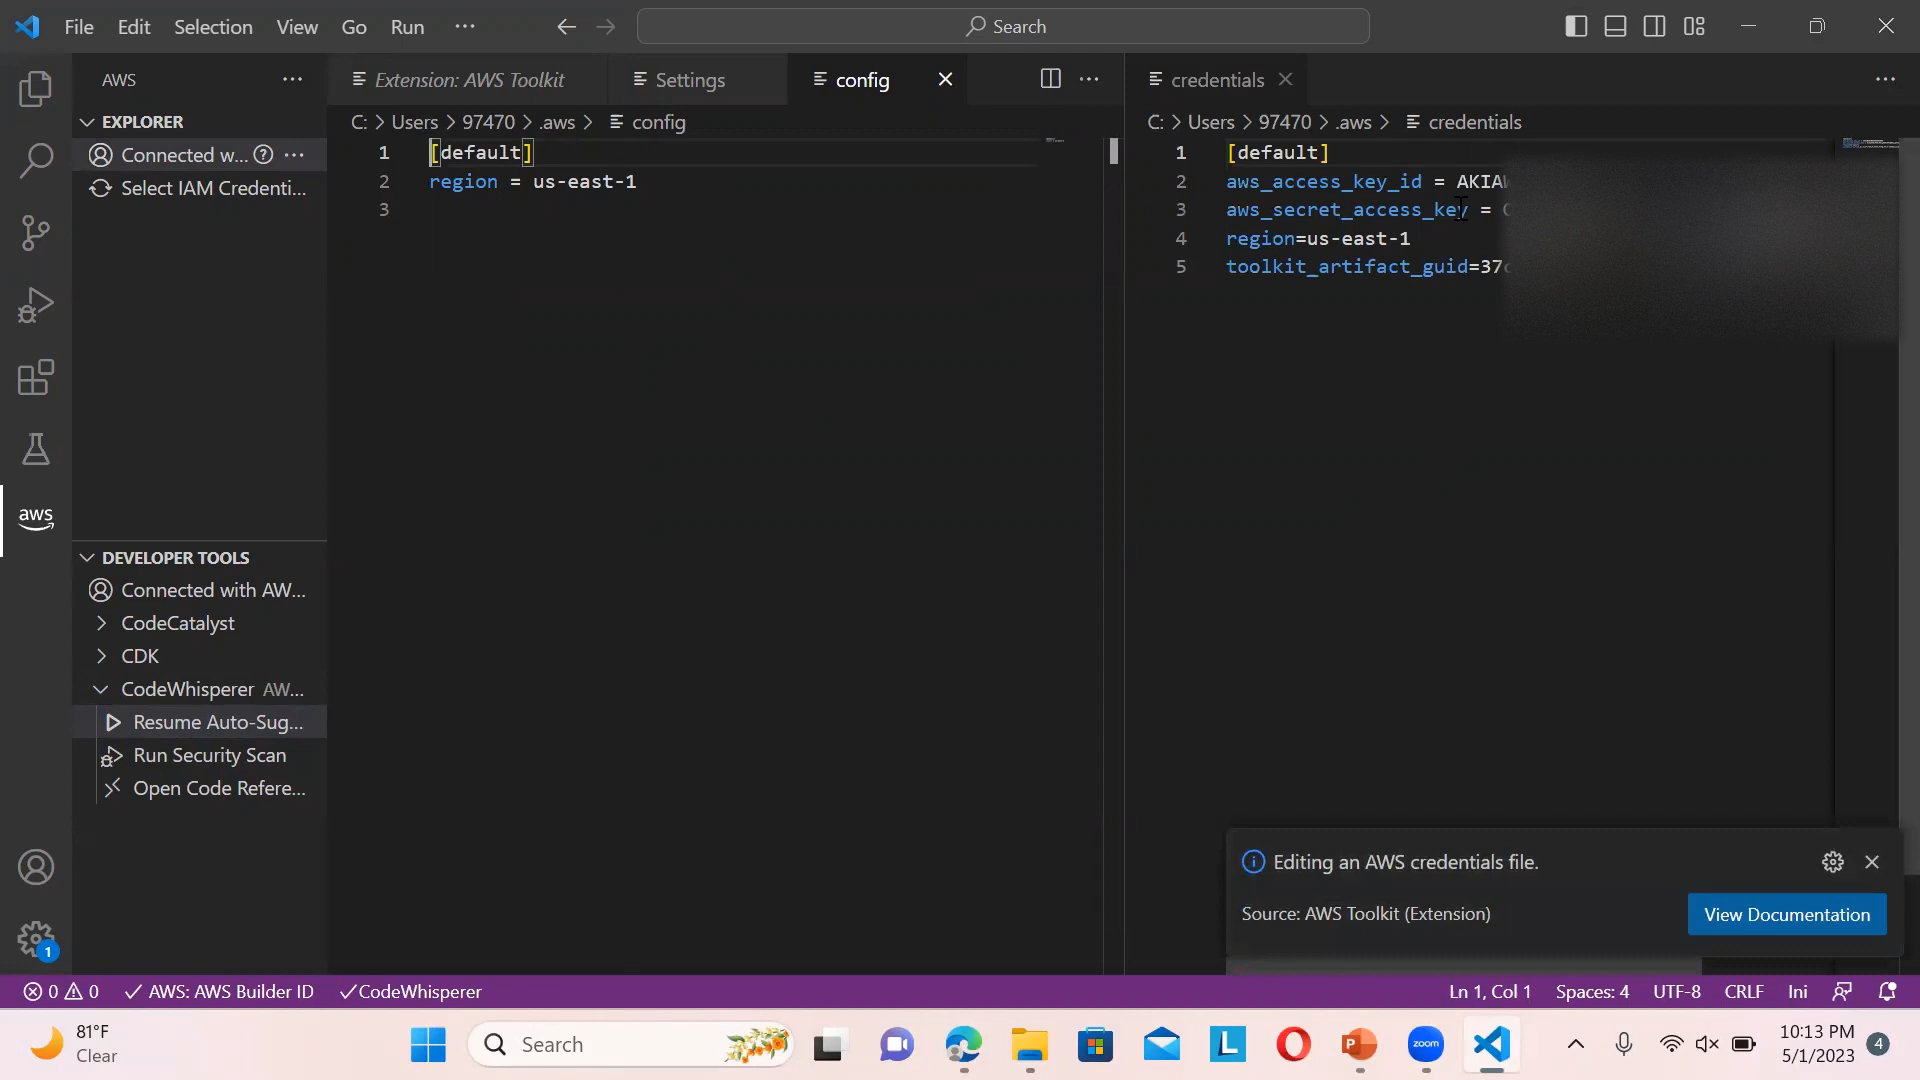 File Edit Selection View Go Run ... Search
AWS ...
EXPLORER
Connected w... ...
Select IAM Credenti...
DEVELOPER TOOLS
Connected with AW...
CodeCatalyst
CDK
CodeWhisperer AW...
Resume Auto-Sug...
Run Security Scan
Open Code Refere...
Extension: AWS Toolkit Settings config
C: > Users > 97470 > .aws > config
1 [default]
2 region = us-east-1
3
credentials
C: > Users > 97470 > .aws > credentials
1 [default]
2 aws_access_key_id = AKIA
3 aws_secret_access_key =
4 region=us-east-1
5 toolkit_artifact_guid=37
Editing an AWS credentials file.
Source: AWS Toolkit (Extension)
View Documentation
0 0 AWS: AWS Builder ID CodeWhisperer Ln 1, Col 1 Spaces: 4 UTF-8 CRLF Ini
81°F
Clear
Search
aws
1
L
zoom
10:13 PM
5/1/2023
4